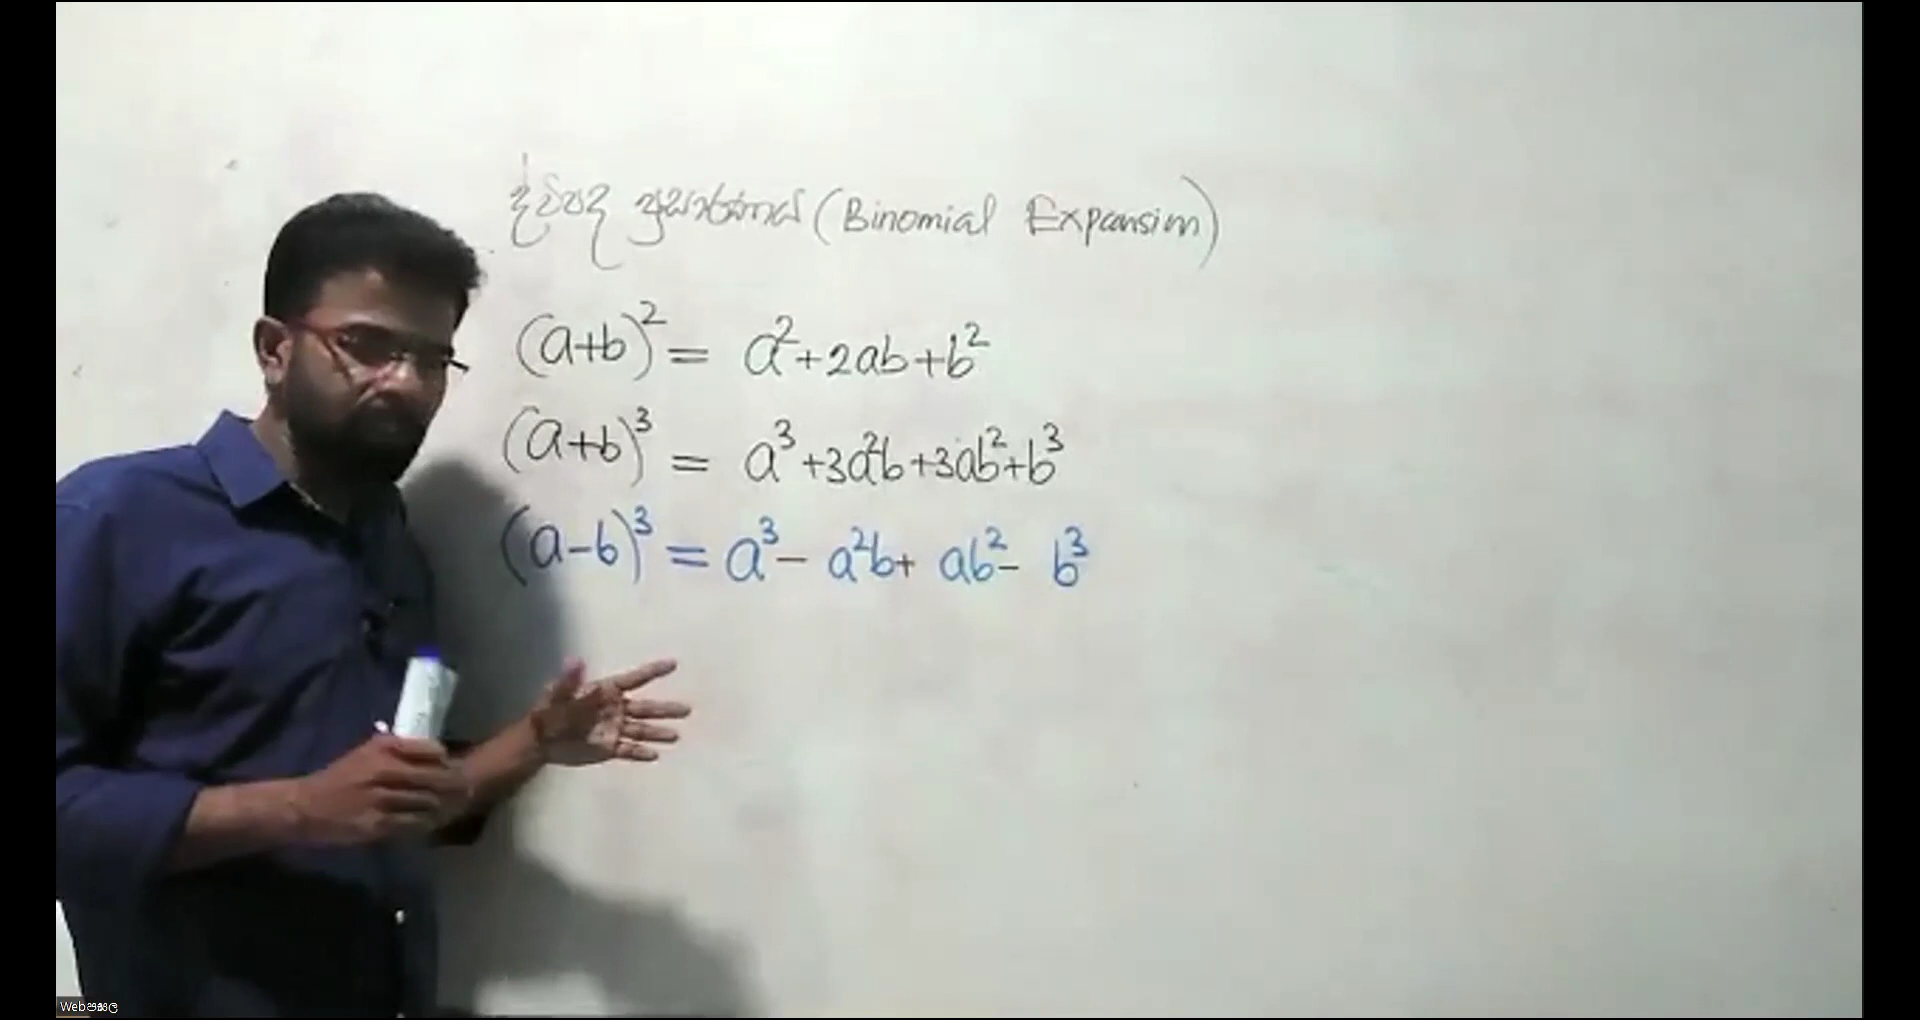 ද්විපද ප්‍රසාරණය (Binomial Expansion)
(a+b)² = a²+2ab+b²
(a+b)³ = a³+3a²b+3ab²+b³
(a-b)³ = a³- a²b+ ab²- b³
Web